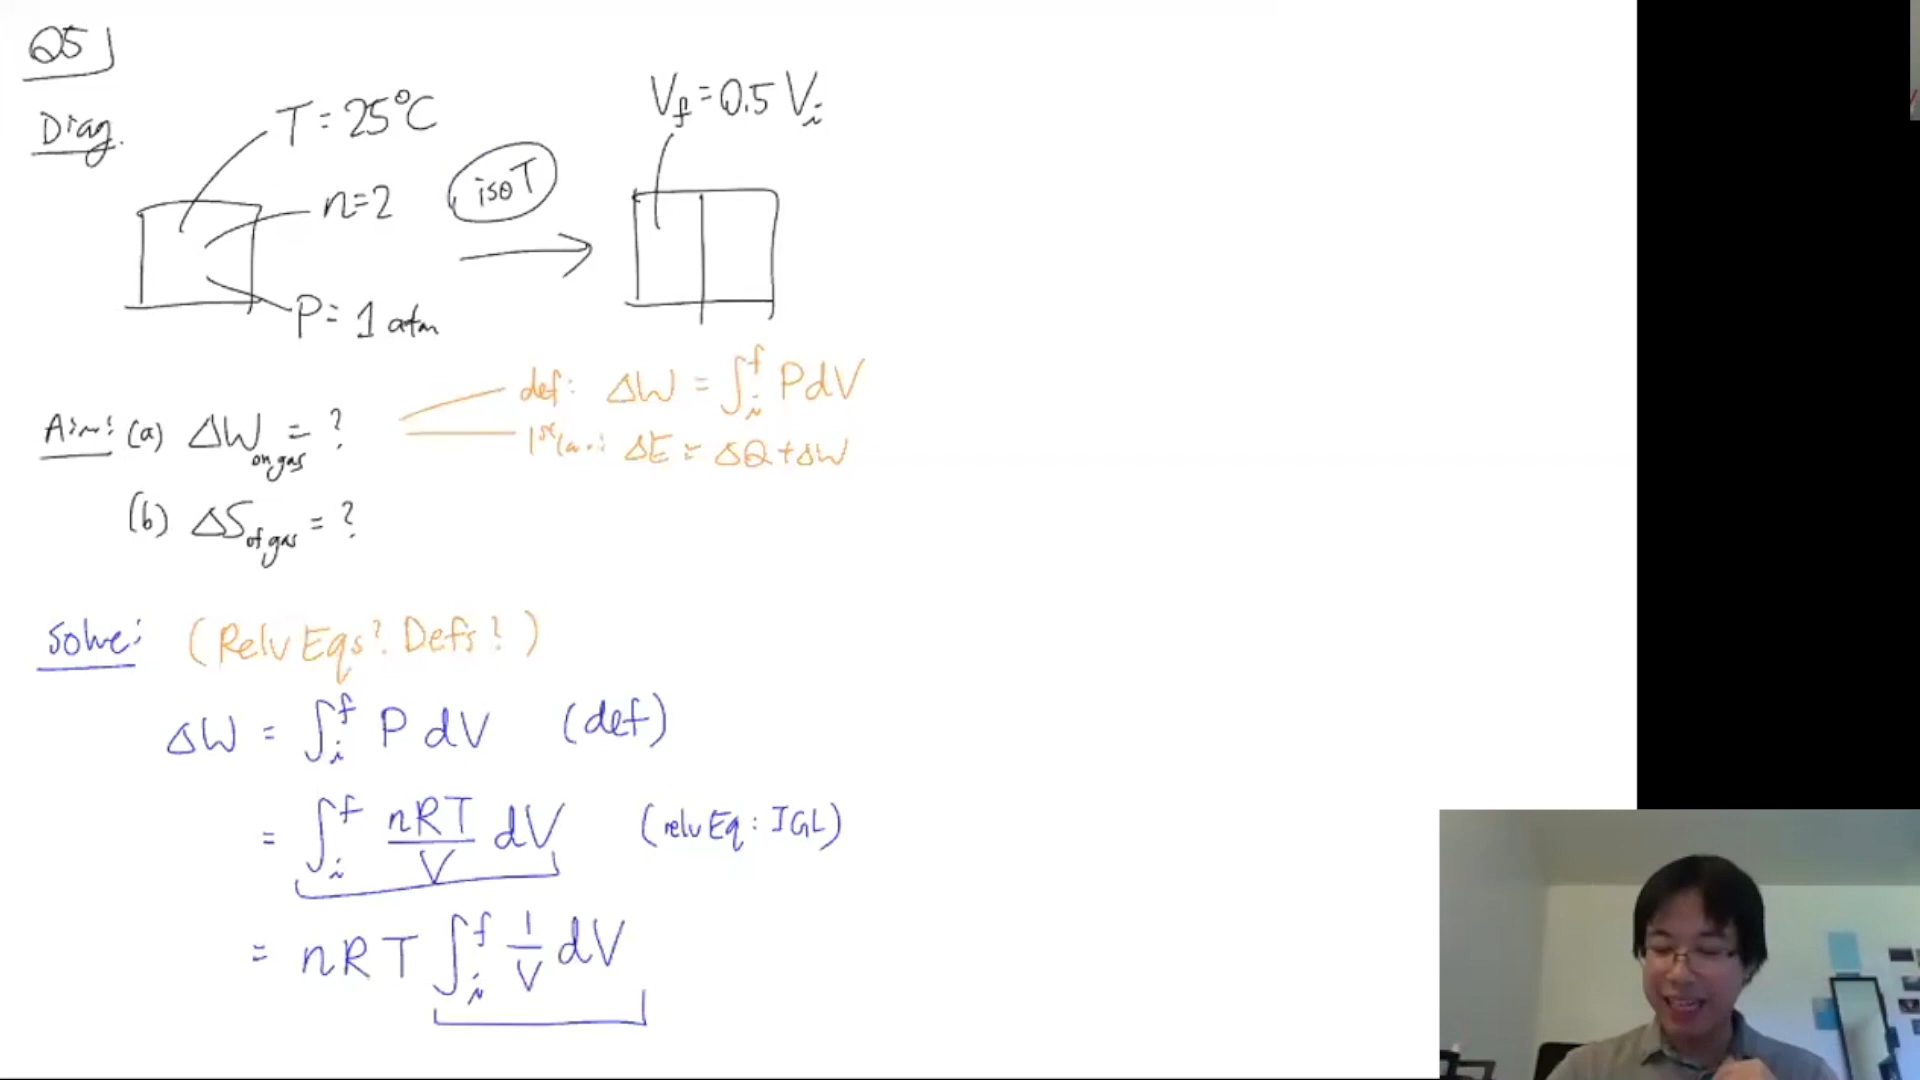 Q5
Diag.
T = 25°C
n=2
P = 1 atm
isoT
V_f = 0.5 V_i
Aim: (a) ΔW_on gas = ?
def: ΔW = ∫_i^f PdV
1st law: ΔE = ΔQ + ΔW
(b) ΔS_of gas = ?
Solve: (Relv Eqs? Defs?)
ΔW = ∫_i^f P dV (def)
= ∫_i^f nRT/V dV (relv Eq: IGL)
= nRT ∫_i^f 1/V dV